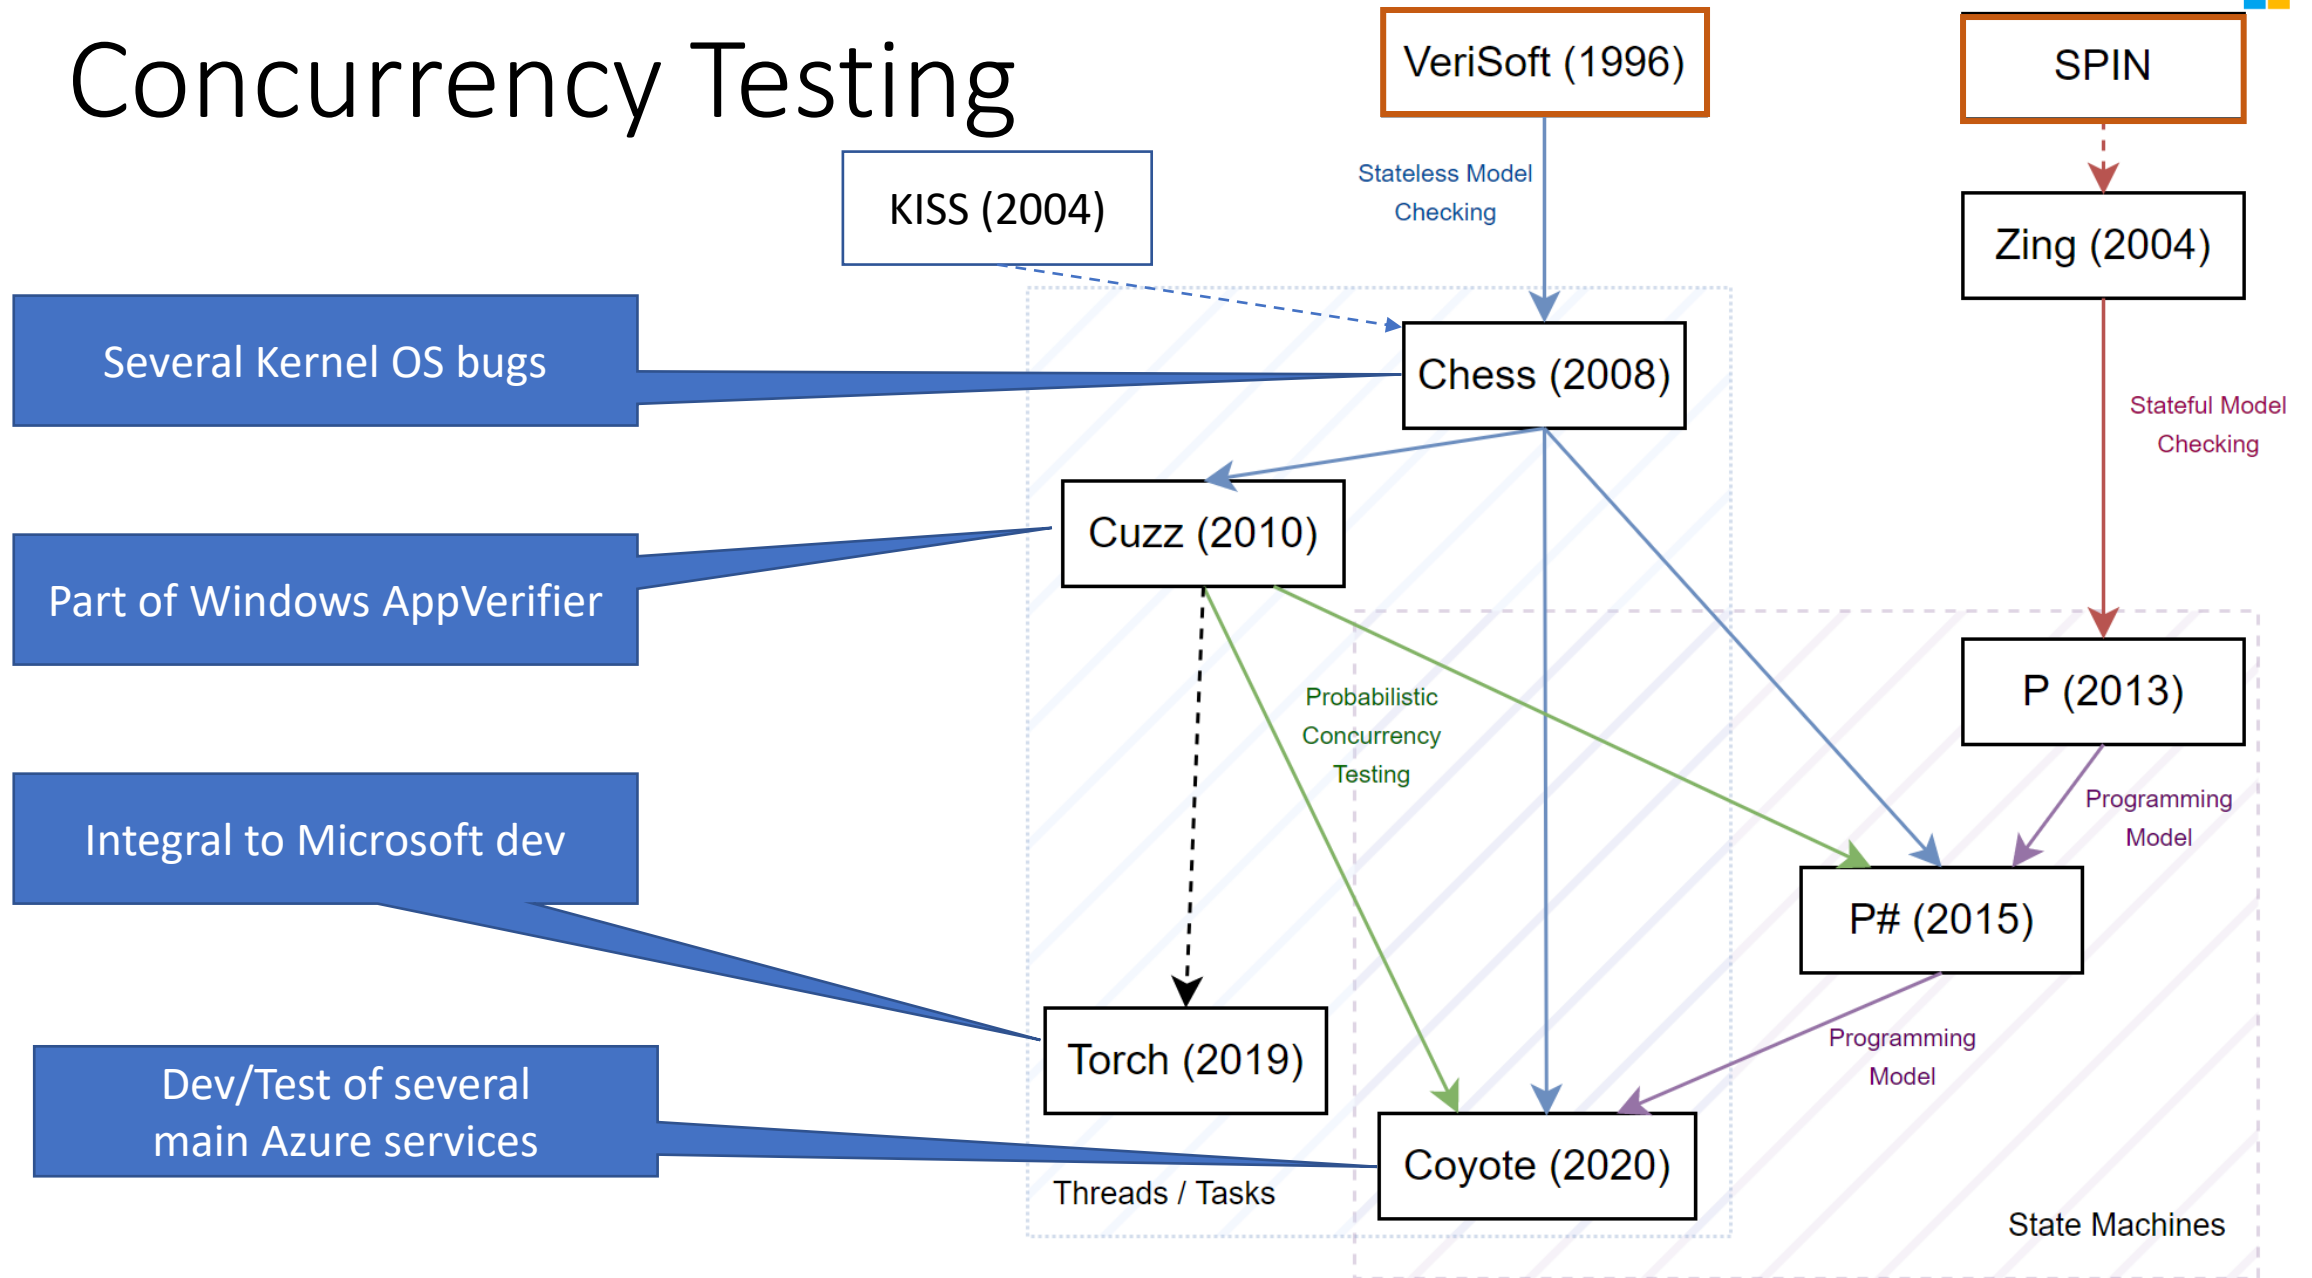 Concurrency Testing
VeriSoft (1996)
SPIN
KISS (2004)
Stateless Model
Checking
Zing (2004)
Several Kernel OS bugs
Chess (2008)
Stateful Model
Checking
Cuzz (2010)
Part of Windows AppVerifier
P (2013)
Probabilistic
Concurrency
Testing
Programming
Model
Integral to Microsoft dev
P# (2015)
Torch (2019)
Programming
Model
Dev/Test of several
main Azure services
Coyote (2020)
Threads / Tasks
State Machines